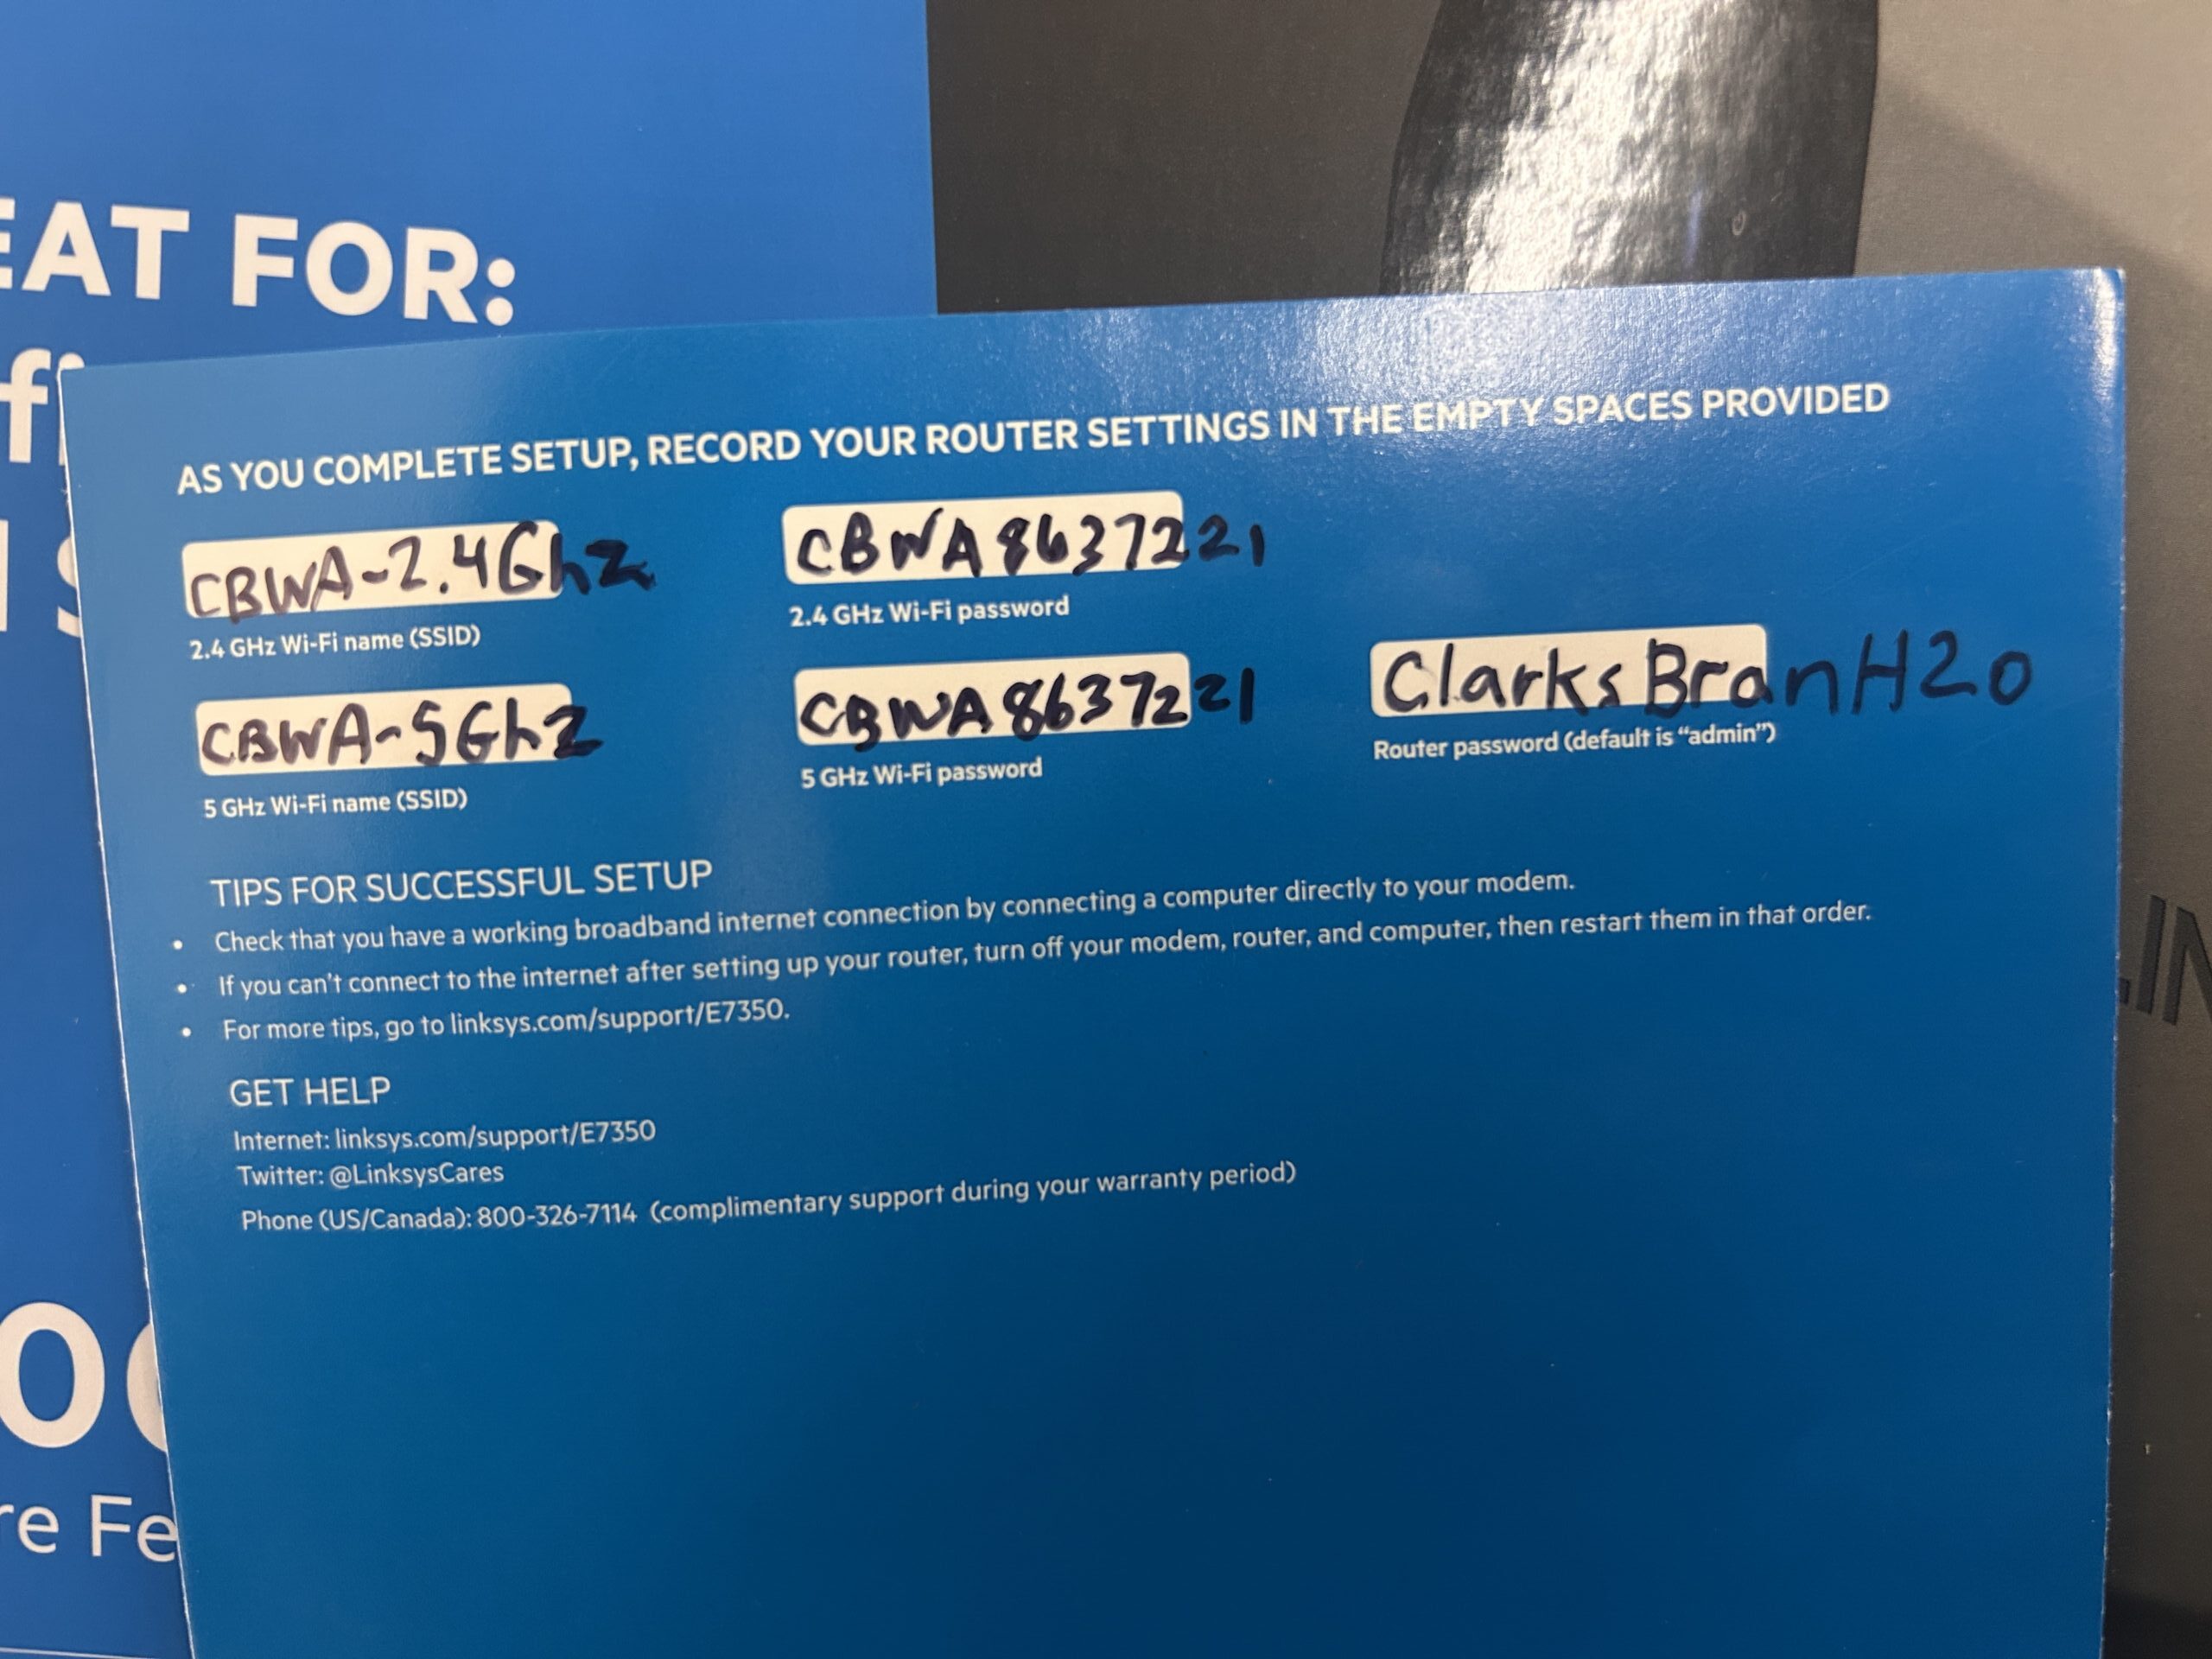 EAT FOR:
AS YOU COMPLETE SETUP, RECORD YOUR ROUTER SETTINGS IN THE EMPTY SPACES PROVIDED
CBWA-2.4Ghz
CBWA8637221
2.4 GHz Wi-Fi name (SSID)
2.4 GHz Wi-Fi password
CBWA-5Ghz
CBWA8637221
ClarksBranH2o
5 GHz Wi-Fi name (SSID)
5 GHz Wi-Fi password
Router password (default is “admin”)
TIPS FOR SUCCESSFUL SETUP
• Check that you have a working broadband internet connection by connecting a computer directly to your modem.
• If you can't connect to the internet after setting up your router, turn off your modem, router, and computer, then restart them in that order.
• For more tips, go to linksys.com/support/E7350.
GET HELP
Internet: linksys.com/support/E7350
Twitter: @LinksysCares
Phone (US/Canada): 800-326-7114 (complimentary support during your warranty period)
re Fe
LIN